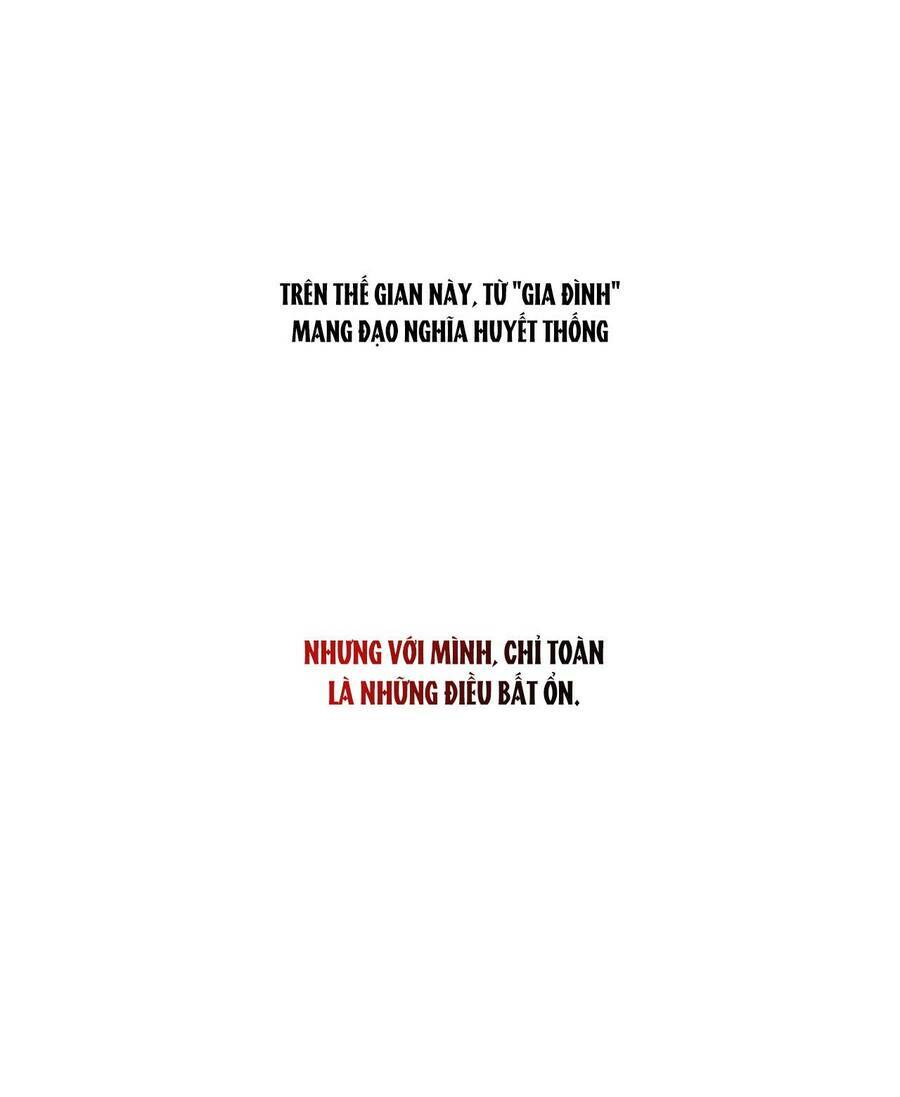 TRÊN THẾ GIAN NÀY, TỪ "GIA ĐÌNH"
MANG ĐẠO NGHĨA HUYẾT THỐNG
NHƯNG VỚI MÌNH, CHỈ TOÀN
LÀ NHỮNG ĐIỀU BẤT ỔN.